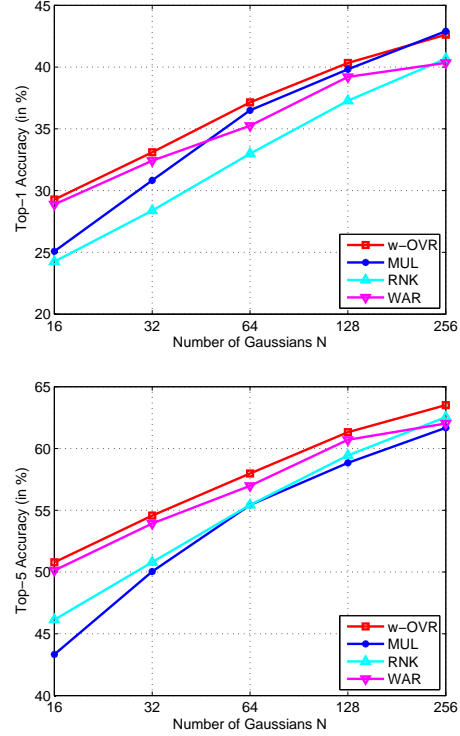 45
40
35
30
25
20
Top−1 Accuracy (in %)
16 32 64 128 256
Number of Gaussians N
w−OVR
MUL
RNK
WAR
65
60
55
50
45
40
Top−5 Accuracy (in %)
16 32 64 128 256
Number of Gaussians N
w−OVR
MUL
RNK
WAR